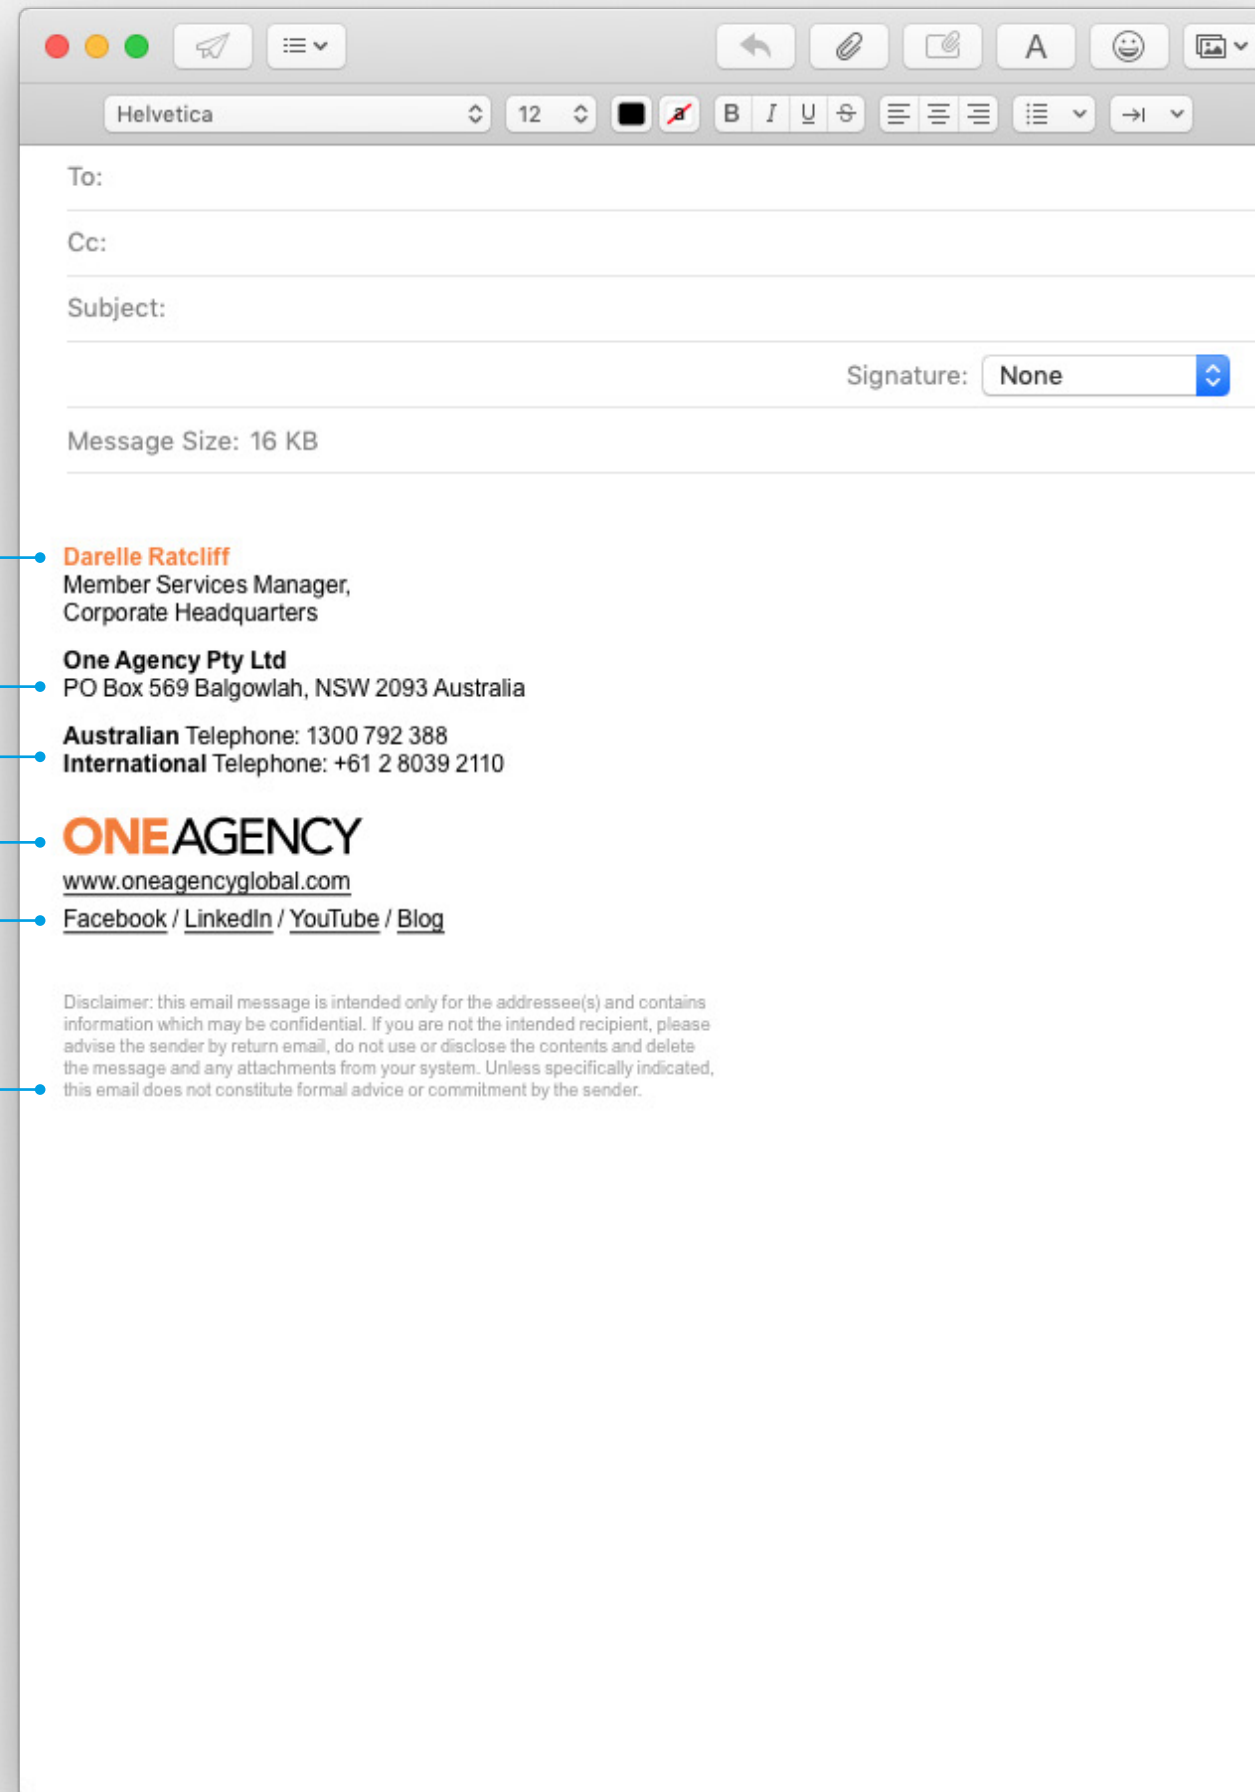 Helvetica 12 a B I U S
A
To:
Cc:
Subject:
Signature: None
Message Size: 16 KB
Darelle Ratcliff
Member Services Manager,
Corporate Headquarters
One Agency Pty Ltd
PO Box 569 Balgowlah, NSW 2093 Australia
Australian Telephone: 1300 792 388
International Telephone: +61 2 8039 2110
ONEAGENCY
www.oneagencyglobal.com
Facebook / LinkedIn / YouTube / Blog
Disclaimer: this email message is intended only for the addressee(s) and contains
information which may be confidential. If you are not the intended recipient, please
advise the sender by return email, do not use or disclose the contents and delete
the message and any attachments from your system. Unless specifically indicated,
this email does not constitute formal advice or commitment by the sender.